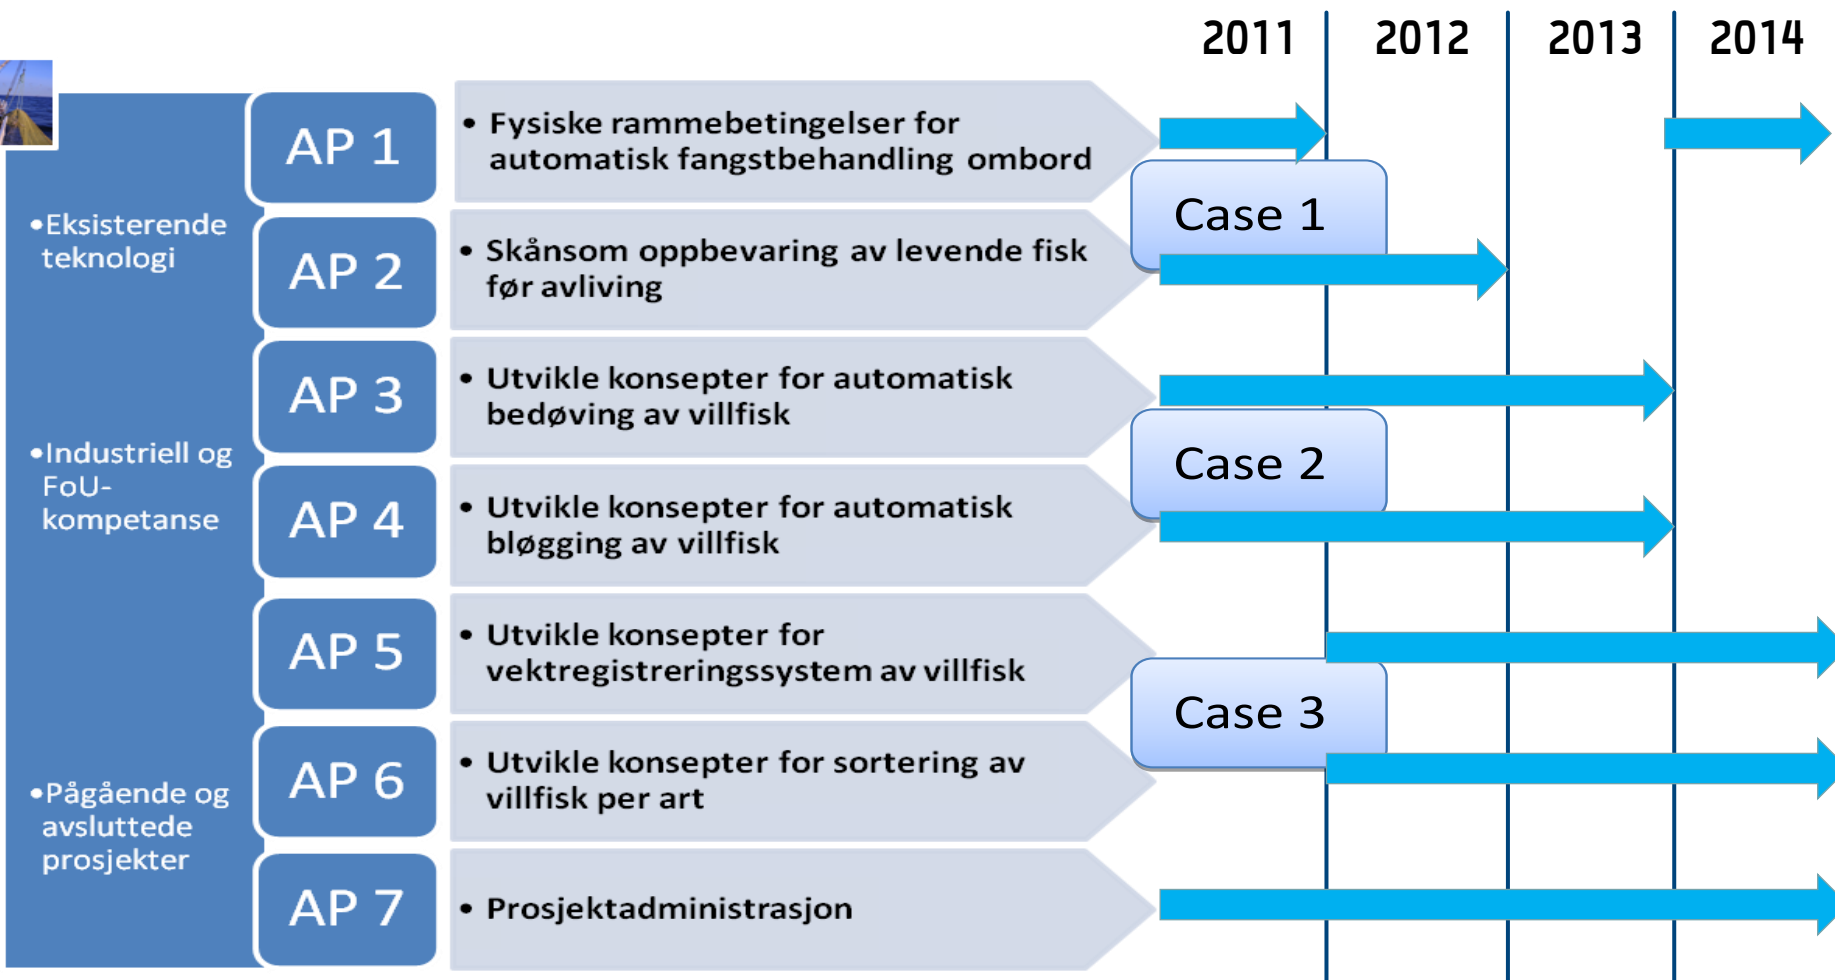 2011 2012 2013 2014
•Eksisterende
teknologi
•Industriell og
FoU-
kompetanse
•Pågående og
avsluttede
prosjekter
AP 1
• Fysiske rammebetingelser for
automatisk fangstbehandling ombord
AP 2
• Skånsom oppbevaring av levende fisk
før avliving
Case 1
AP 3
• Utvikle konsepter for automatisk
bedøving av villfisk
AP 4
• Utvikle konsepter for automatisk
bløgging av villfisk
Case 2
AP 5
• Utvikle konsepter for
vektregistreringssystem av villfisk
AP 6
• Utvikle konsepter for sortering av
villfisk per art
Case 3
AP 7
• Prosjektadministrasjon